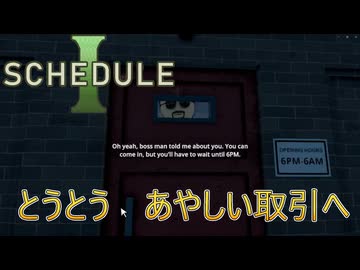 SCHEDULE
I
Oh yeah, boss man told me about you. You can
come in, but you'll have to wait until 6PM.
OPENING HOURS
6PM-6AM
とうとう あやしい取引へ